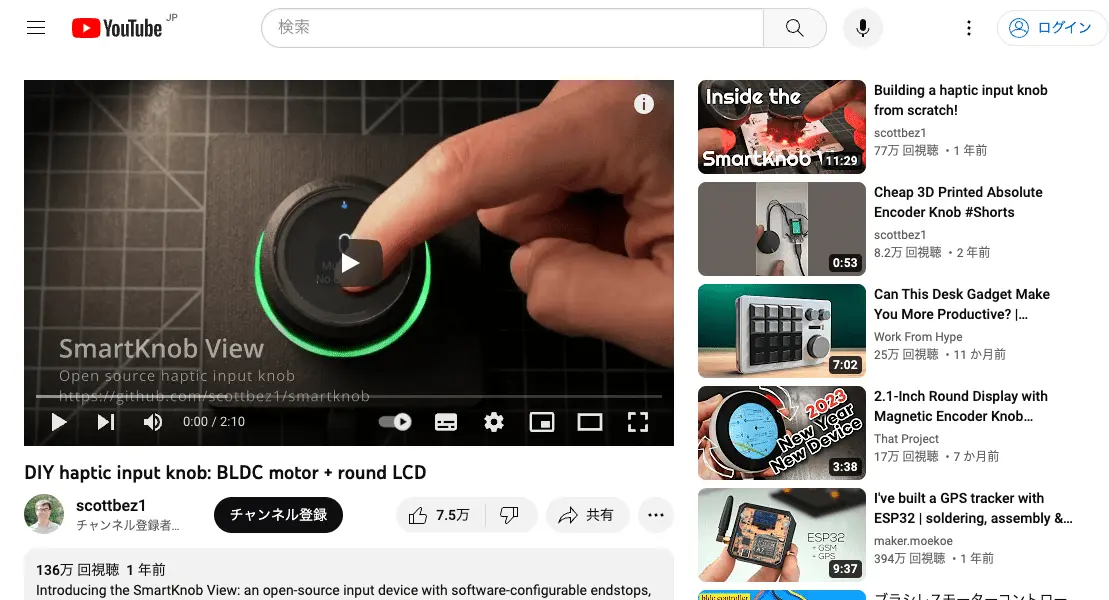 YouTube JP
検索
ログイン
SmartKnob View
Open source haptic input knob
https://github.com/scottbez1/smartknob
0:00 / 2:10
DIY haptic input knob: BLDC motor + round LCD
scottbez1
チャンネル登録者…
チャンネル登録
7.5万
共有
136万 回視聴 1 年前
Introducing the SmartKnob View: an open-source input device with software-configurable endstops,
Inside the
SmartKnob V
11:29
Building a haptic input knob
from scratch!
scottbez1
77万 回視聴 ・1 年前
0:53
Cheap 3D Printed Absolute
Encoder Knob #Shorts
scottbez1
8.2万 回視聴 ・2 年前
7:02
Can This Desk Gadget Make
You More Productive? |…
Work From Hype
25万 回視聴 ・11 か月前
2023
New Year
New Device
3:38
2.1-Inch Round Display with
Magnetic Encoder Knob…
That Project
17万 回視聴 ・7 か月前
ESP32
+ GSM
+ GPS
9:37
I've built a GPS tracker with
ESP32 | soldering, assembly &…
maker.moekoe
394万 回視聴 ・1 年前
bldc controller
ブラシレスモーターコントロー